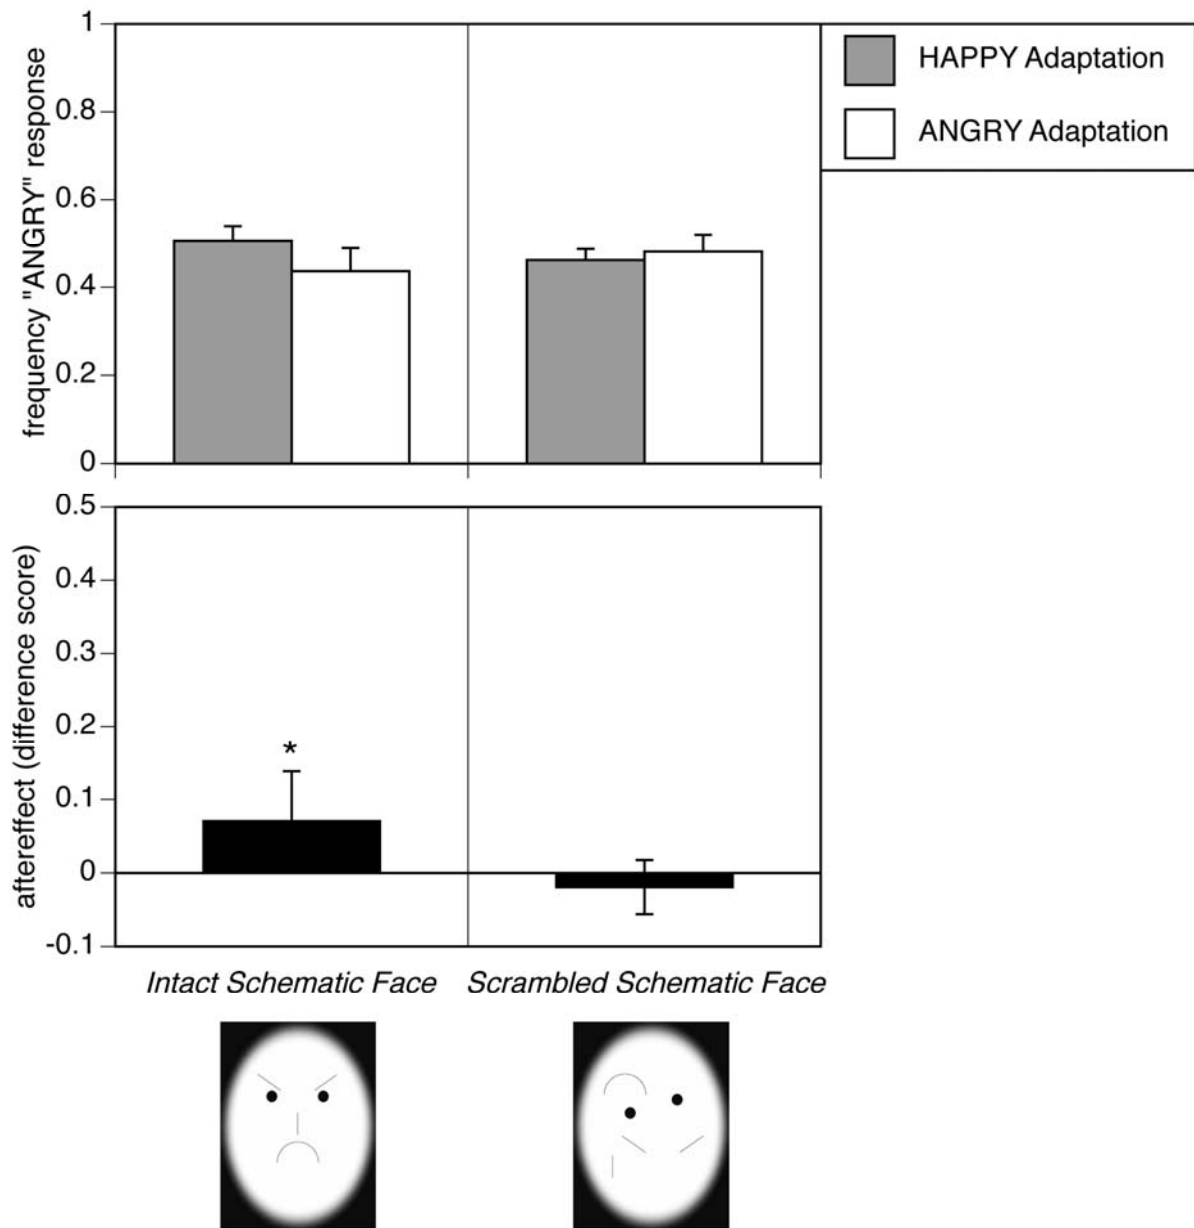 HAPPY Adaptation
ANGRY Adaptation
frequency "ANGRY" response
1
0.8
0.6
0.4
0.2
0
aftereffect (difference score)
0.5
0.4
0.3
0.2
0.1
0
-0.1
*
Intact Schematic Face
Scrambled Schematic Face